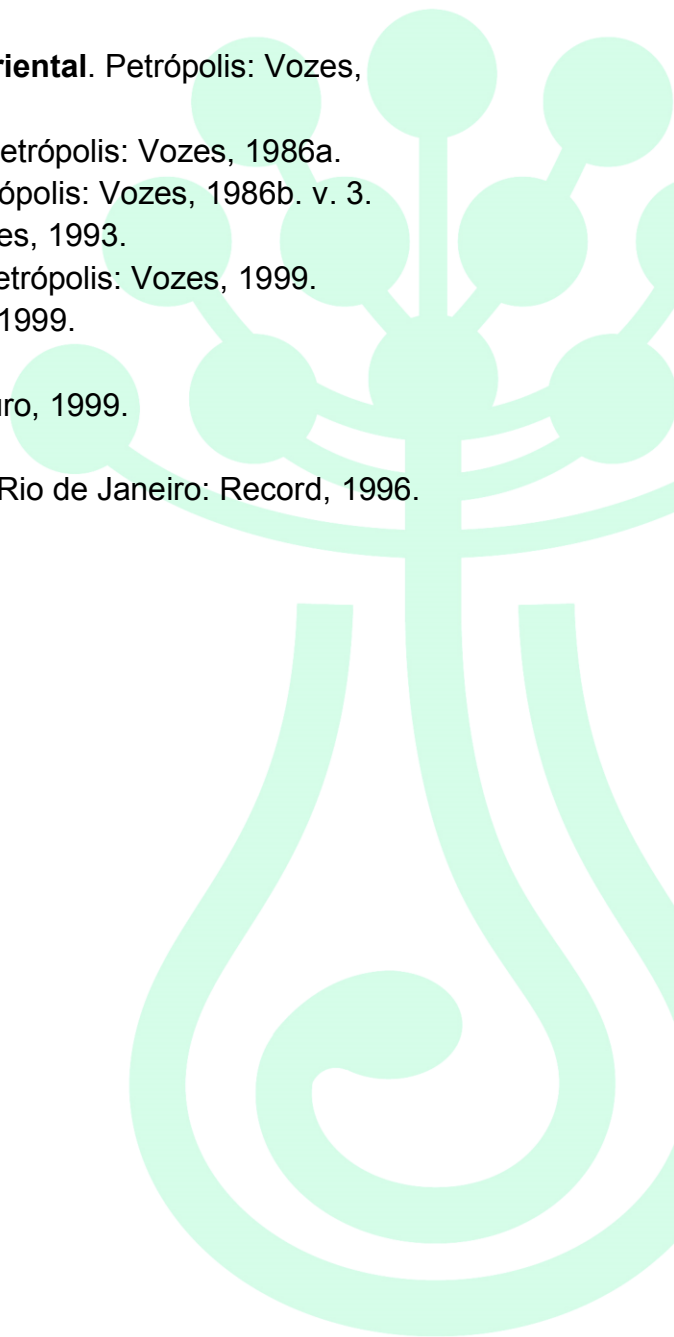 riental. Petrópolis: Vozes,
etrópolis: Vozes, 1986a.
ópolis: Vozes, 1986b. v. 3.
es, 1993.
etrópolis: Vozes, 1999.
1999.
uro, 1999.
Rio de Janeiro: Record, 1996.